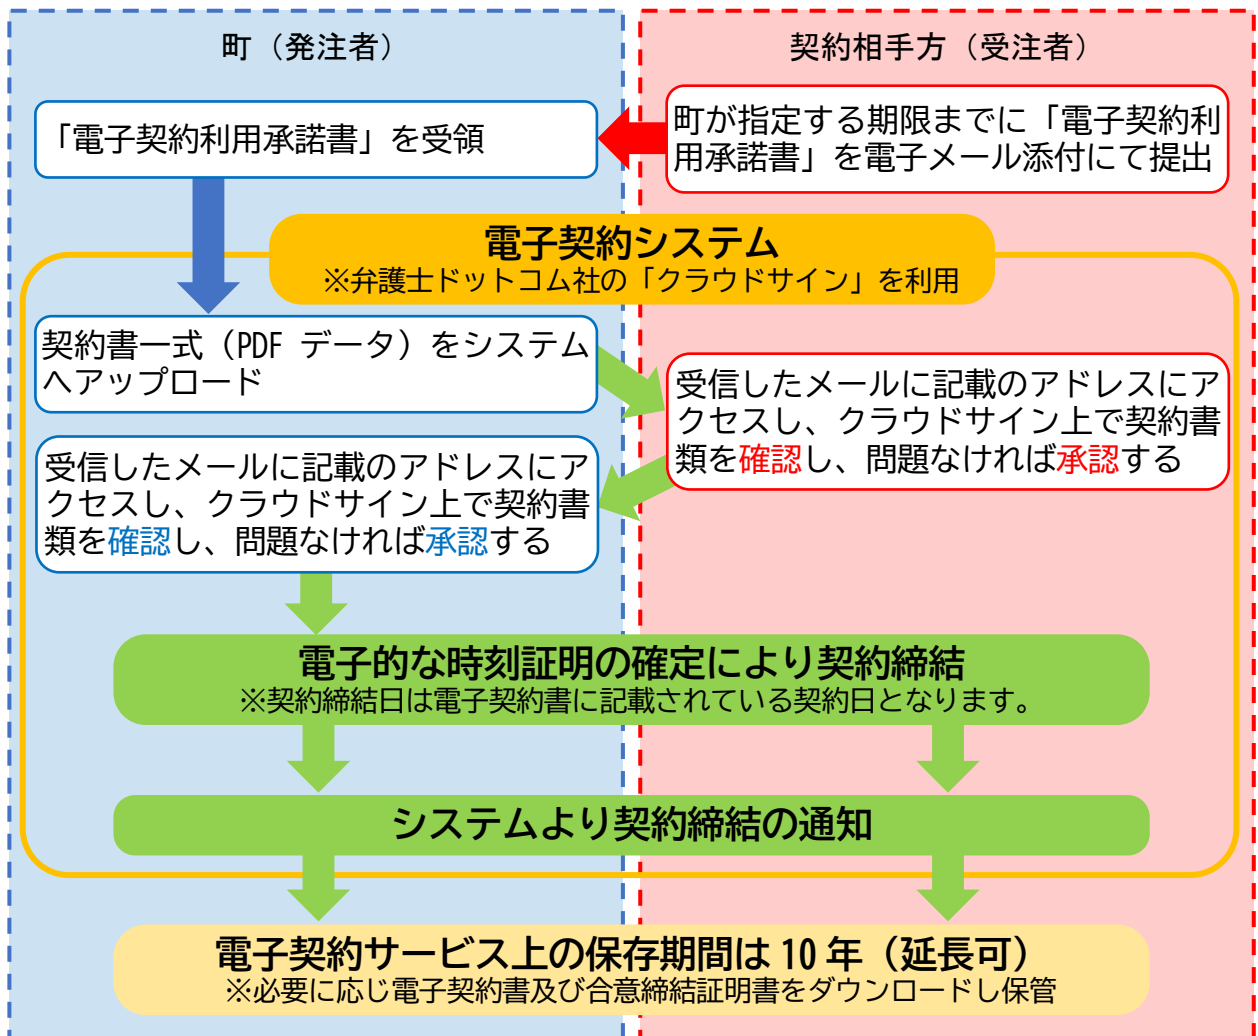 町（発注者）
契約相手方（受注者）
町が指定する期限までに「電子契約利
用承諾書」を電子メール添付にて提出
「電子契約利用承諾書」を受領
電子契約システム
※弁護士ドットコム社の「クラウドサイン」を利用
契約書一式（PDF データ）をシステム
へアップロード
受信したメールに記載のアドレスにア
クセスし、クラウドサイン上で契約書
類を確認し、問題なければ承認する
受信したメールに記載のアドレスにア
クセスし、クラウドサイン上で契約書
類を確認し、問題なければ承認する
電子的な時刻証明の確定により契約締結
※契約締結日は電子契約書に記載されている契約日となります。
システムより契約締結の通知
電子契約サービス上の保存期間は 10 年（延長可）
※必要に応じ電子契約書及び合意締結証明書をダウンロードし保管